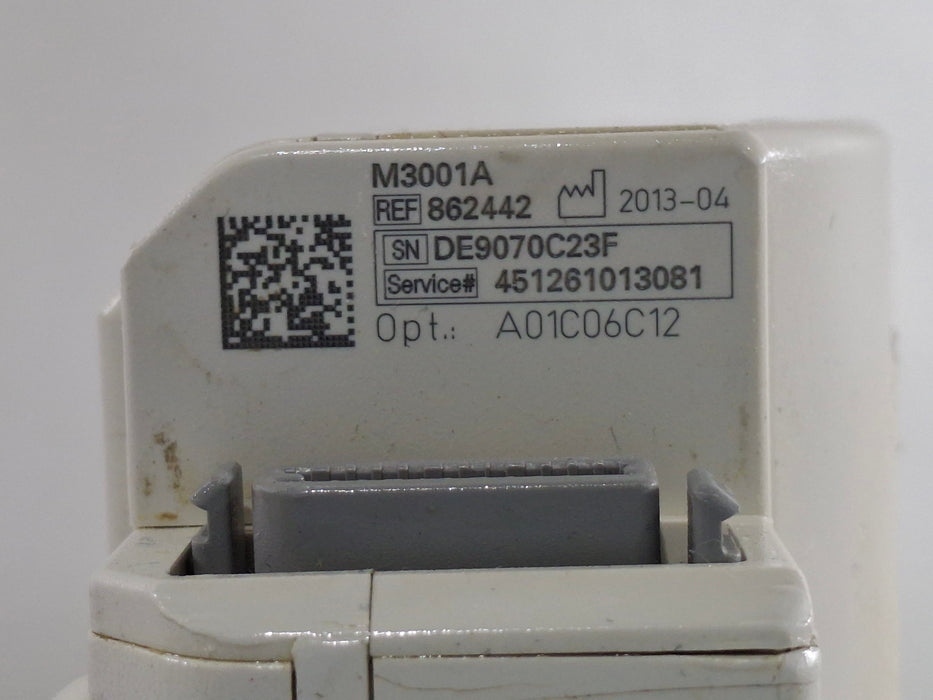 M3001A
REF 862442 2013-04
SN DE9070C23F
Service# 451261013081
Opt.: A01C06C12